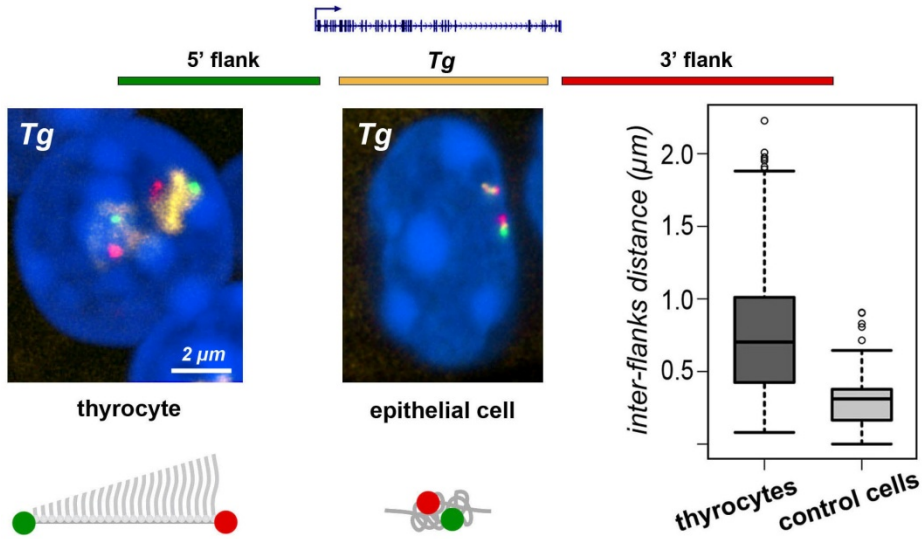 5’ flank
Tg
3’ flank
Tg
2 µm
thyrocyte
Tg
epithelial cell
inter-flanks distance (µm)
2.0
1.5
1.0
0.5
thyrocytes
control cells